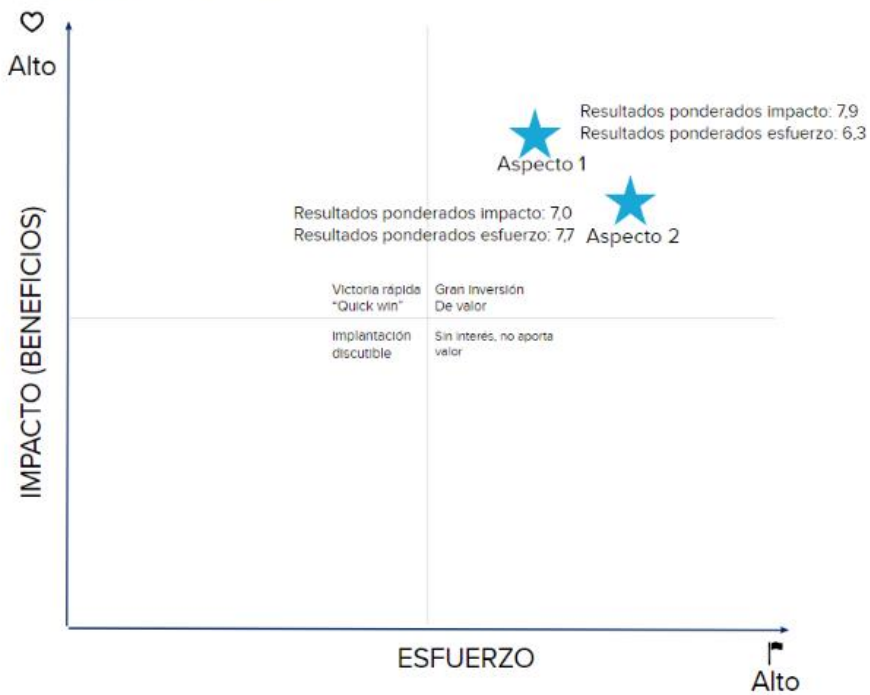 Alto
Resultados ponderados impacto: 7,9
Resultados ponderados esfuerzo: 6,3
Aspecto 1
Resultados ponderados impacto: 7,0
Resultados ponderados esfuerzo: 7,7
Aspecto 2
Victoria rápida
“Quick win”
Gran Inversión
De valor
Implantación
discutible
Sin interés, no aporta
valor
IMPACTO (BENEFICIOS)
ESFUERZO
Alto